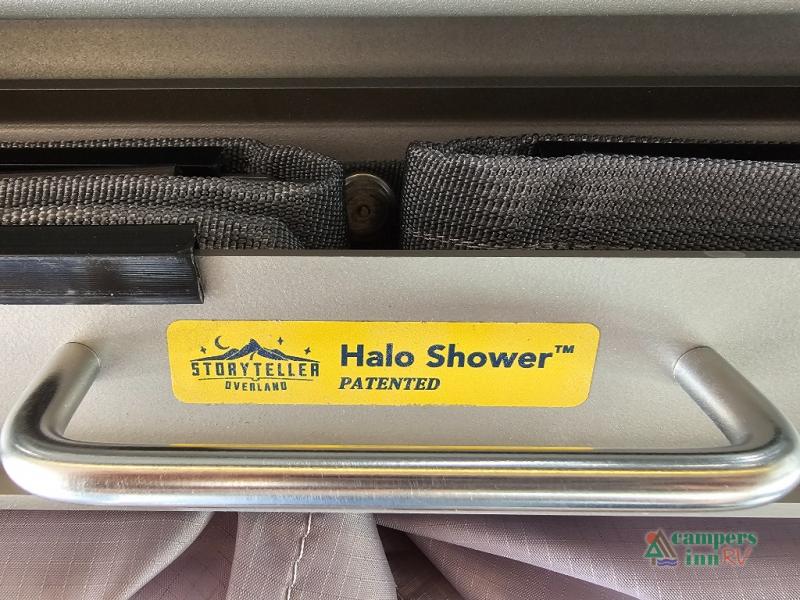 STORYTELLER
OVERLAND
Halo Shower™
PATENTED
campers
inn RV